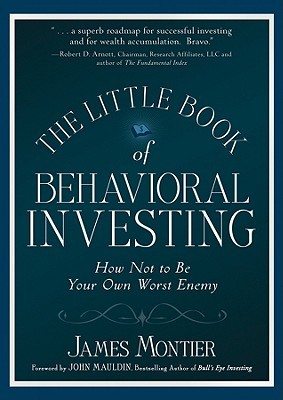 ". . . a superb roadmap for successful investing
and for wealth accumulation. Bravo."
—Robert D. Arnott, Chairman, Research Affiliates, LLC and
author of The Fundamental Index
THE LITTLE BOOK
of
BEHAVIORAL
INVESTING
How Not to Be
Your Own Worst Enemy
JAMES MONTIER
Foreword by JOHN MAULDIN, Bestselling Author of Bull's Eye Investing